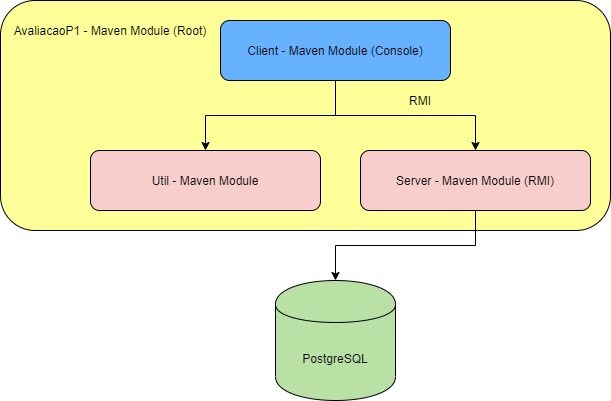 AvaliacaoP1 - Maven Module (Root)
Client - Maven Module (Console)
RMI
Util - Maven Module
Server - Maven Module (RMI)
PostgreSQL